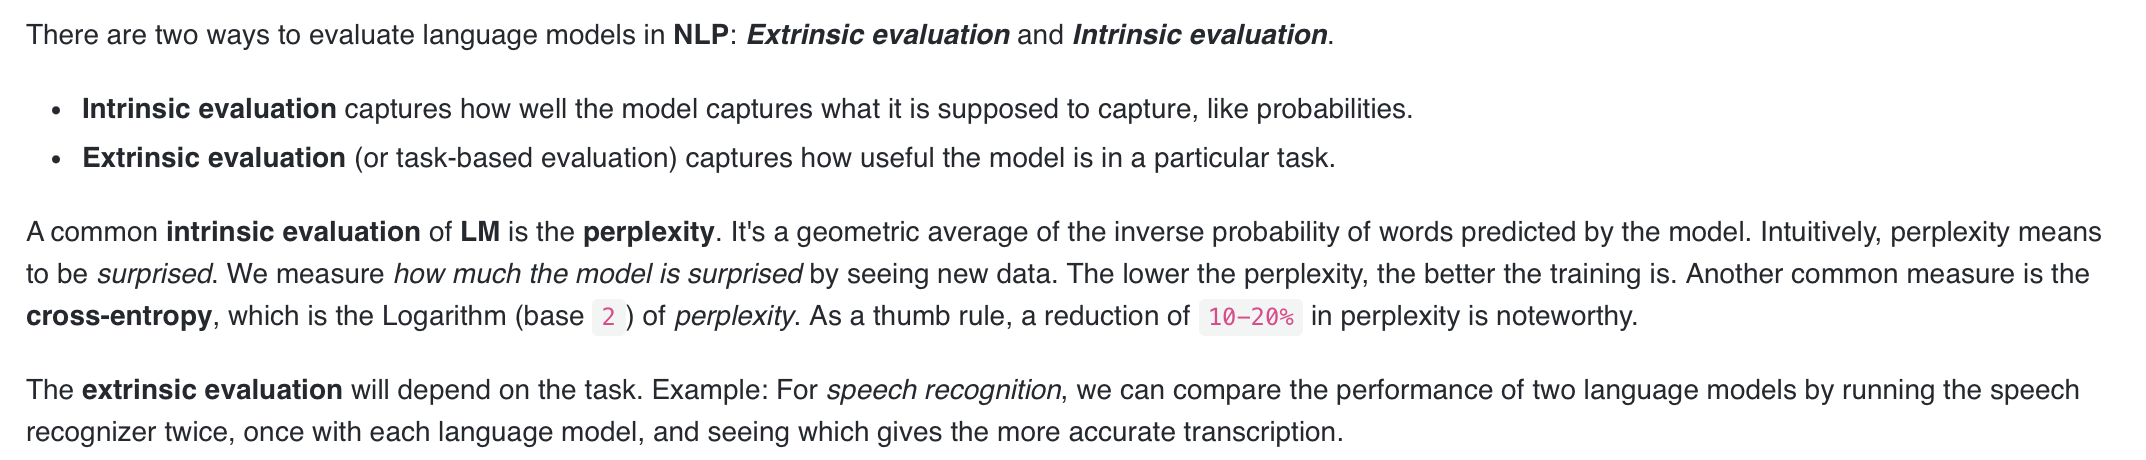 There are two ways to evaluate language models in NLP: Extrinsic evaluation and Intrinsic evaluation.
• Intrinsic evaluation captures how well the model captures what it is supposed to capture, like probabilities.
• Extrinsic evaluation (or task-based evaluation) captures how useful the model is in a particular task.
A common intrinsic evaluation of LM is the perplexity. It's a geometric average of the inverse probability of words predicted by the model. Intuitively, perplexity means
to be surprised. We measure how much the model is surprised by seeing new data. The lower the perplexity, the better the training is. Another common measure is the
cross-entropy, which is the Logarithm (base 2) of perplexity. As a thumb rule, a reduction of 10-20% in perplexity is noteworthy.
The extrinsic evaluation will depend on the task. Example: For speech recognition, we can compare the performance of two language models by running the speech
recognizer twice, once with each language model, and seeing which gives the more accurate transcription.